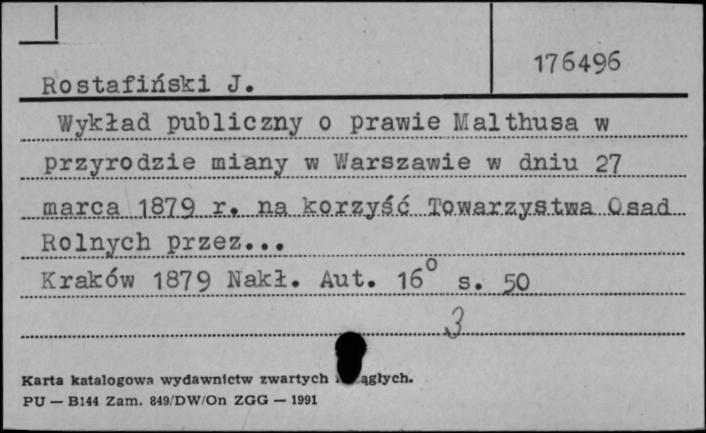 176496
Rostafiński J.
Wykład publiczny o prawie Malthusa w
przyrodzie miany w Warszawie w dniu 27
marca 1879 r. na korzyść Towarzystwa Osad
Rolnych przez...
Kraków 1879 Nakł. Aut. 16° s. 50
3
Karta katalogowa wydawnictw zwartych
PU — B144 Zam. 849/DW/On ZGG — 1991